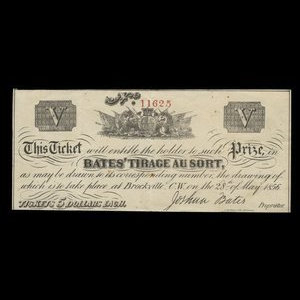 No. 11625
V V
This Ticket will entitle the holder to such Prize, in
BATES' TIRAGE AU SORT,
as may be drawn to its corresponding number, the drawing of
which is to take place at Brockville, C.W. on the 28th of May 1856
TICKETS 5 DOLLARS EACH. Joshua Bates Proprietor.